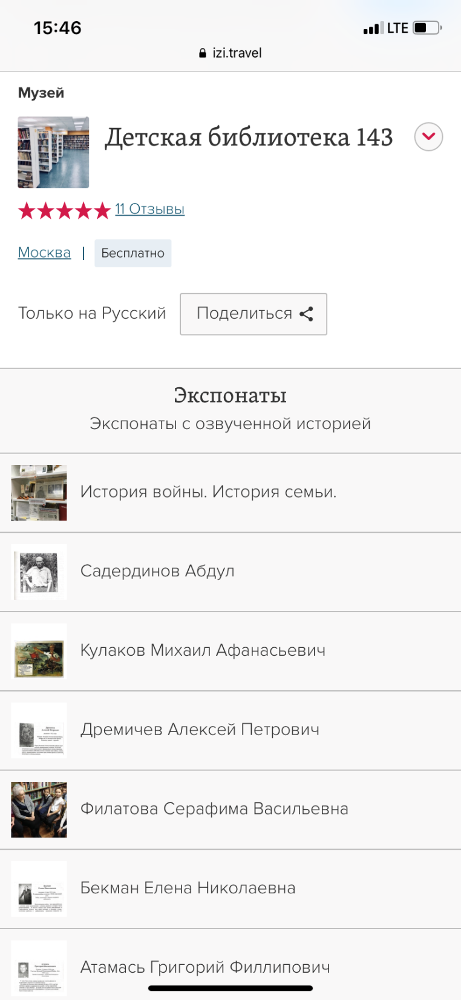 15:46
LTE
izi.travel
Музей
Детская библиотека 143
11 Отзывы
Москва | Бесплатно
Только на Русский
Поделиться
Экспонаты
Экспонаты с озвученной историей
История войны. История семьи.
Садердинов Абдул
Кулаков Михаил Афанасьевич
Дремичев Алексей Петрович
Филатова Серафима Васильевна
Бекман Елена Николаевна
Атамась Григорий Филлипович